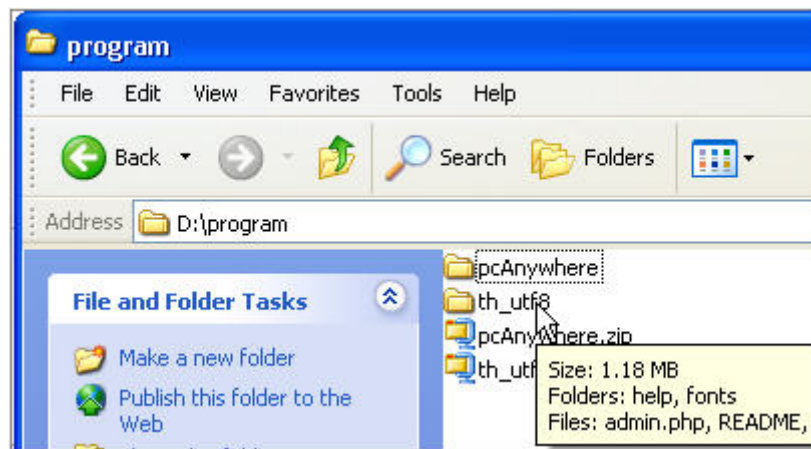 program
File Edit View Favorites Tools Help
Back Search Folders
Address D:\program
File and Folder Tasks
Make a new folder
Publish this folder to the
Web
pcAnywhere
th_utf8
pcAnyWhere.zip
th_utf
Size: 1.18 MB
Folders: help, fonts
Files: admin.php, README,